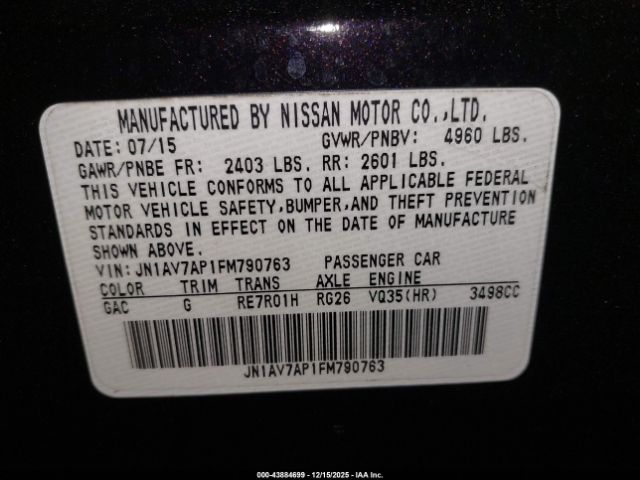 MANUFACTURED BY NISSAN MOTOR CO.,LTD.
DATE: 07/15 GVWR/PNBV: 4960 LBS.
GAWR/PNBE FR: 2403 LBS. RR: 2601 LBS.
THIS VEHICLE CONFORMS TO ALL APPLICABLE FEDERAL
MOTOR VEHICLE SAFETY,BUMPER,AND THEFT PREVENTION
STANDARDS IN EFFECT ON THE DATE OF MANUFACTURE
SHOWN ABOVE.
VIN: JN1AV7AP1FM790763 PASSENGER CAR
COLOR TRIM TRANS AXLE ENGINE
GAC G RE7R01H RG26 VQ35(HR) 3498CC
JN1AV7AP1FM790763
000-43884699 - 12/15/2025 - IAA Inc.